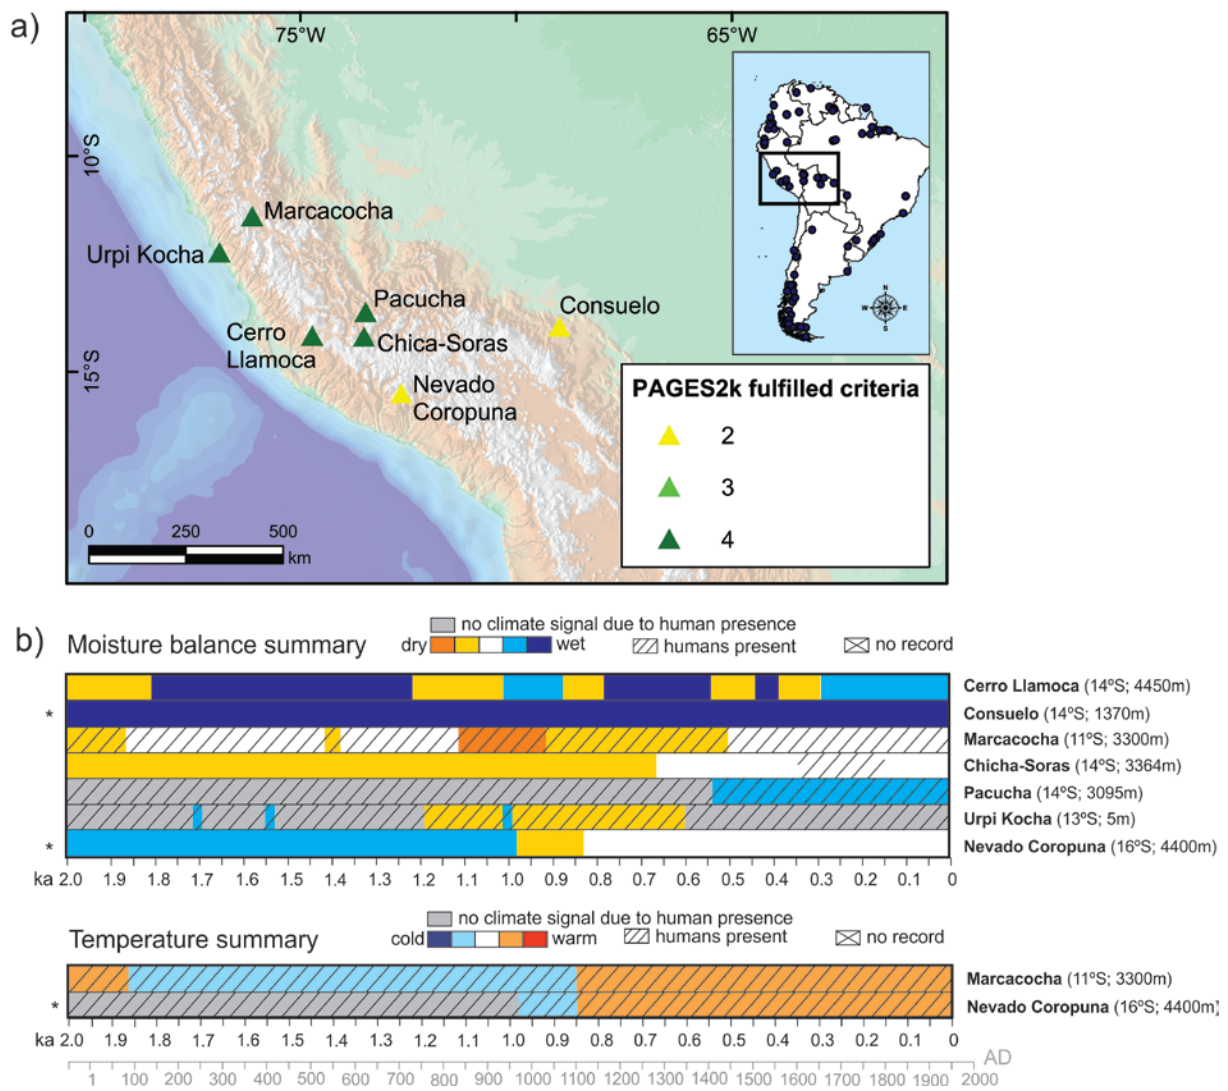 a)
75°W
65°W
10°S
15°S
Marcacocha
Urpi Kocha
Pacucha
Consuelo
Cerro
Llamoca
Chica-Soras
Nevado
Coropuna
N
W
E
S
PAGES2k fulfilled criteria
2
3
4
0 250 500
km
b)
Moisture balance summary
no climate signal due to human presence
dry wet humans present no record
Cerro Llamoca (14ºS; 4450m)
* Consuelo (14ºS; 1370m)
Marcacocha (11ºS; 3300m)
Chicha-Soras (14ºS; 3364m)
Pacucha (14ºS; 3095m)
Urpi Kocha (13ºS; 5m)
* Nevado Coropuna (16ºS; 4400m)
ka 2.0 1.9 1.8 1.7 1.6 1.5 1.4 1.3 1.2 1.1 1.0 0.9 0.8 0.7 0.6 0.5 0.4 0.3 0.2 0.1 0
Temperature summary
no climate signal due to human presence
cold warm humans present no record
Marcacocha (11ºS; 3300m)
* Nevado Coropuna (16ºS; 4400m)
ka 2.0 1.9 1.8 1.7 1.6 1.5 1.4 1.3 1.2 1.1 1.0 0.9 0.8 0.7 0.6 0.5 0.4 0.3 0.2 0.1 0
AD
1 100 200 300 400 500 600 700 800 900 1000 1100 1200 1300 1400 1500 1600 1700 1800 1900 2000